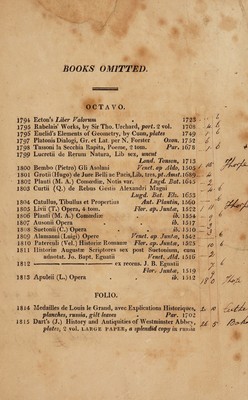 BOOKS OMITTED.
OCTAVO.
1794 Ecton's Liber Valorum 1723
1795 Rabelais' Works, by Sir Tho. Urchard, port. 2 vol. 1708
1796 Euclid's Elements of Geometry, by Cunn, plates 1749
1797 Platonis Dialogi, Gr. et Lat. per N. Forster Oxon. 1752
1798 Tassoni la Secchia Rapita, Poeme, 2 tom. Par. 1678
1799 Lucretii de Rerum Natura, Lib sex, uncut
Lond. Tonson, 1713
1800 Bembo (Pietro) Gli Asolani Venet. ap Aldo, 1505
1801 Grotii (Hugo) de Jure Belli ac Pacis, Lib, tres, pt. Amst. 1689
1802 Plauti (M. A.) Comœdiæ, Notis var. Lugd. Bat. 1645
1803 Curtii (Q.) de Rebus Gestis Alexandri Magni
Lugd. Bat. Elz. 1633
1804 Catullus, Tibullus et Propertius Ant. Plantin, 1560
1805 Livii (T.) Opera, 4 tom. Flor. ap. Junta, 1522
1806 Plauti (M. A.) Comœdiæ ib. 1554
1807 Ausonii Opera ib. 1517
1808 Suetonii (C.) Opera ib. 1510
1809 Alamanni (Luigi) Opere Venet. ap Junta, 1542
1810 Paterculi (Vel.) Historiæ Romanæ Flor. ap Junta, 1525
1811 Historiæ Augustæ Scriptores sex post Suetonium, cum
adnotat. Jo. Bapt. Egnatii Venet. Ald. 1516
1812 ex recens. J. B. Egnatii
Flor. Junta, 1519
1813 Apuleii (L.) Opera ib. 1512
FOLIO.
1814 Medailles de Louis le Grand, avec Explications Historiques,
planches, russia, gilt leaves Par. 1702
1815 Dart's (J.) History and Antiquities of Westminster Abbey,
plates, 2 vol. LARGE PAPER, a splendid copy in russia